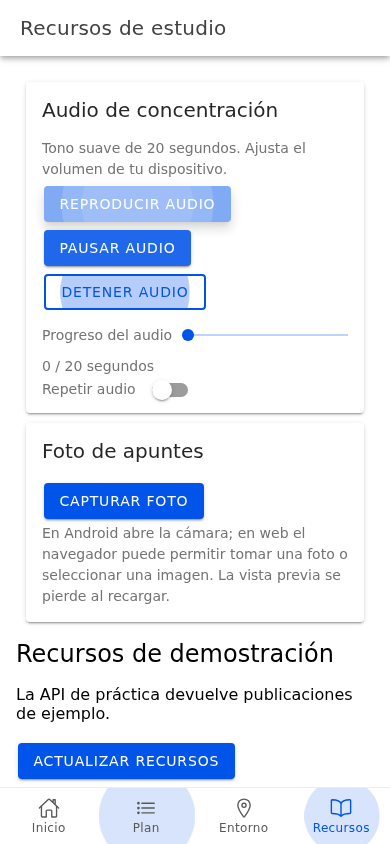 Recursos de estudio
Audio de concentración
Tono suave de 20 segundos. Ajusta el
volumen de tu dispositivo.
REPRODUCIR AUDIO
PAUSAR AUDIO
DETENER AUDIO
Progreso del audio
0 / 20 segundos
Repetir audio
Foto de apuntes
CAPTURAR FOTO
En Android abre la cámara; en web el
navegador puede permitir tomar una foto o
seleccionar una imagen. La vista previa se
pierde al recargar.
Recursos de demostración
La API de práctica devuelve publicaciones
de ejemplo.
ACTUALIZAR RECURSOS
Inicio
Plan
Entorno
Recursos